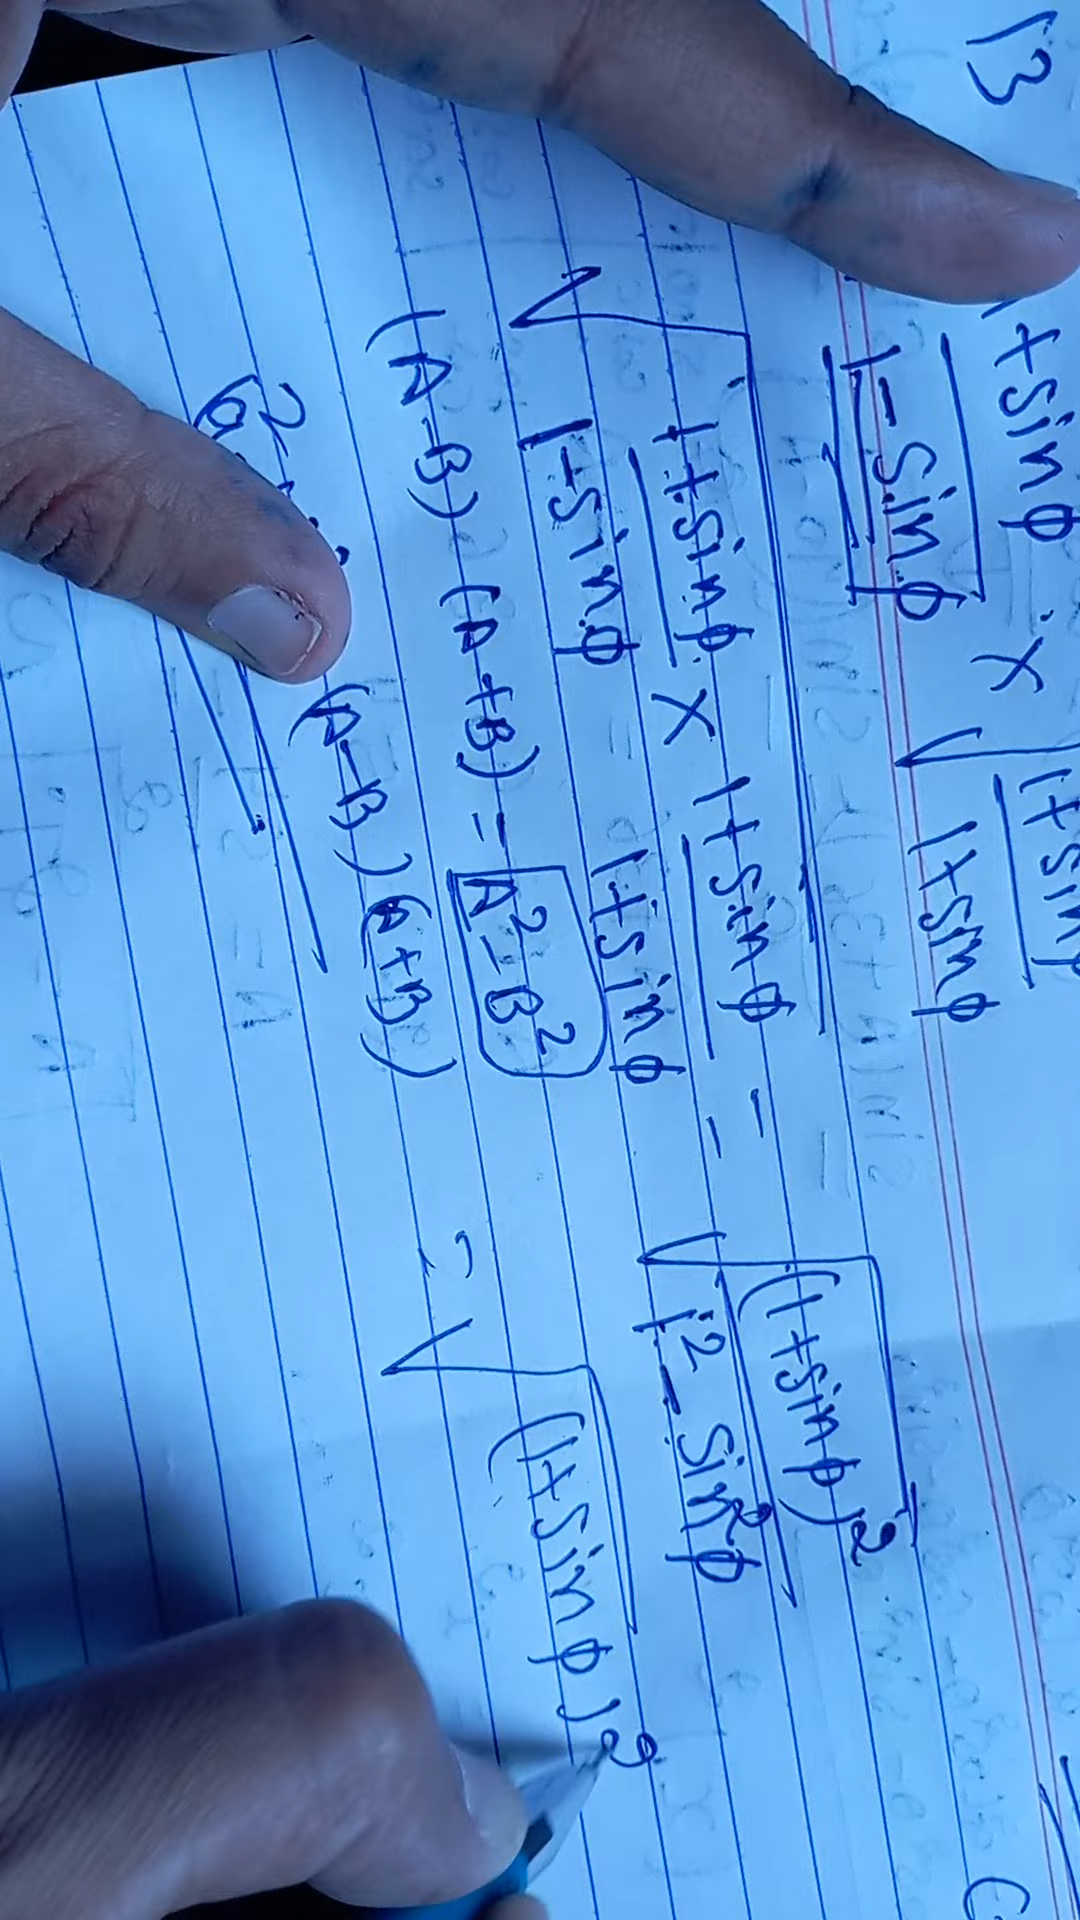 13
1+sinφ
1-sinφ
×
√
1+sin
1+sinφ
√ 1+sinφ × 1+sinφ =
1+sinφ 1+sinφ
= √ (1+sinφ)²
1²-sin²φ
(A-B) (A+B) = A²-B²
(A-B)(A+B)
= √ (1+sinφ)2